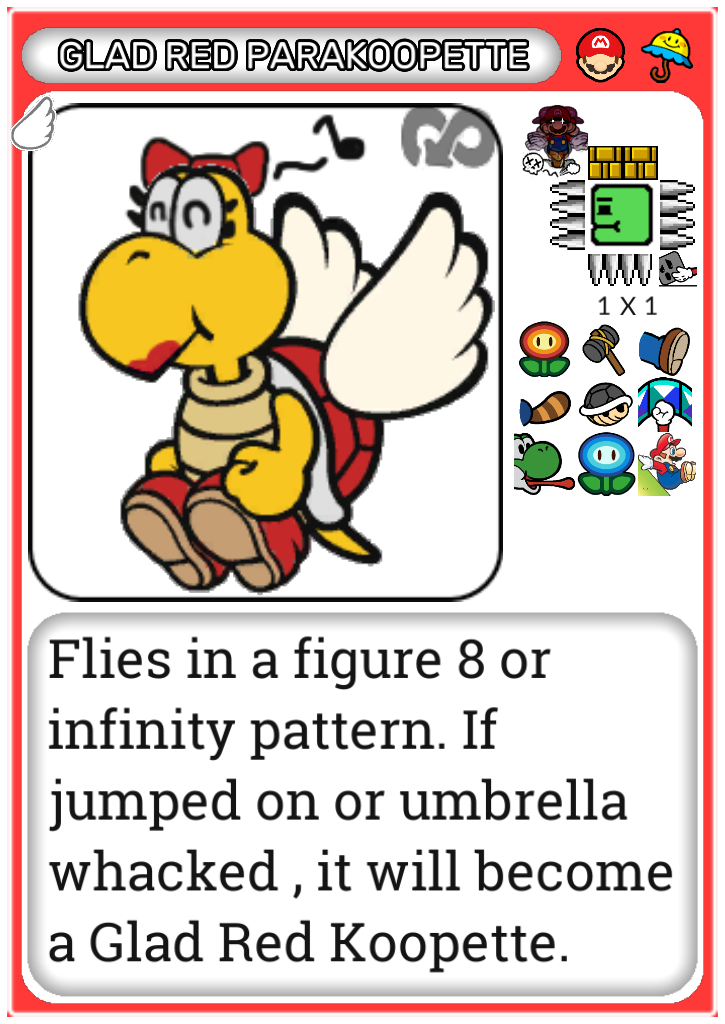 GLAD RED PARAKOOPETTE
1 X 1
Flies in a figure 8 or
infinity pattern. If
jumped on or umbrella
whacked , it will become
a Glad Red Koopette.